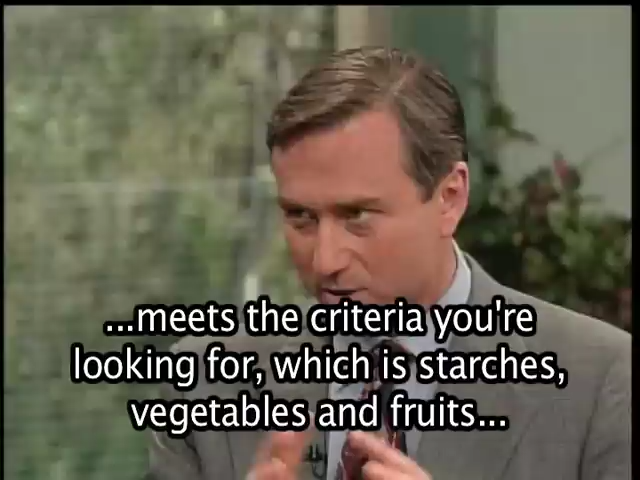 ...meets the criteria you're
looking for, which is starches,
vegetables and fruits...